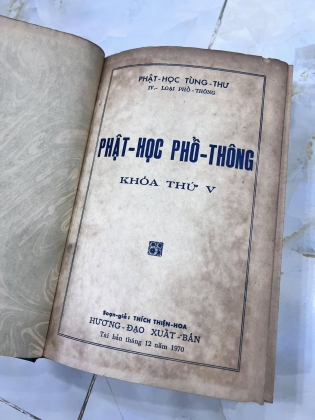 PHẬT-HỌC TÙNG-THƯ
IV.- LOẠI PHỔ-THÔNG
PHẬT-HỌC PHỔ-THÔNG
KHÓA THỨ V
Soạn-giả : THÍCH THIỆN-HOA
HƯƠNG-ĐẠO XUẤT-BẢN
Tái bản tháng 12 năm 1970